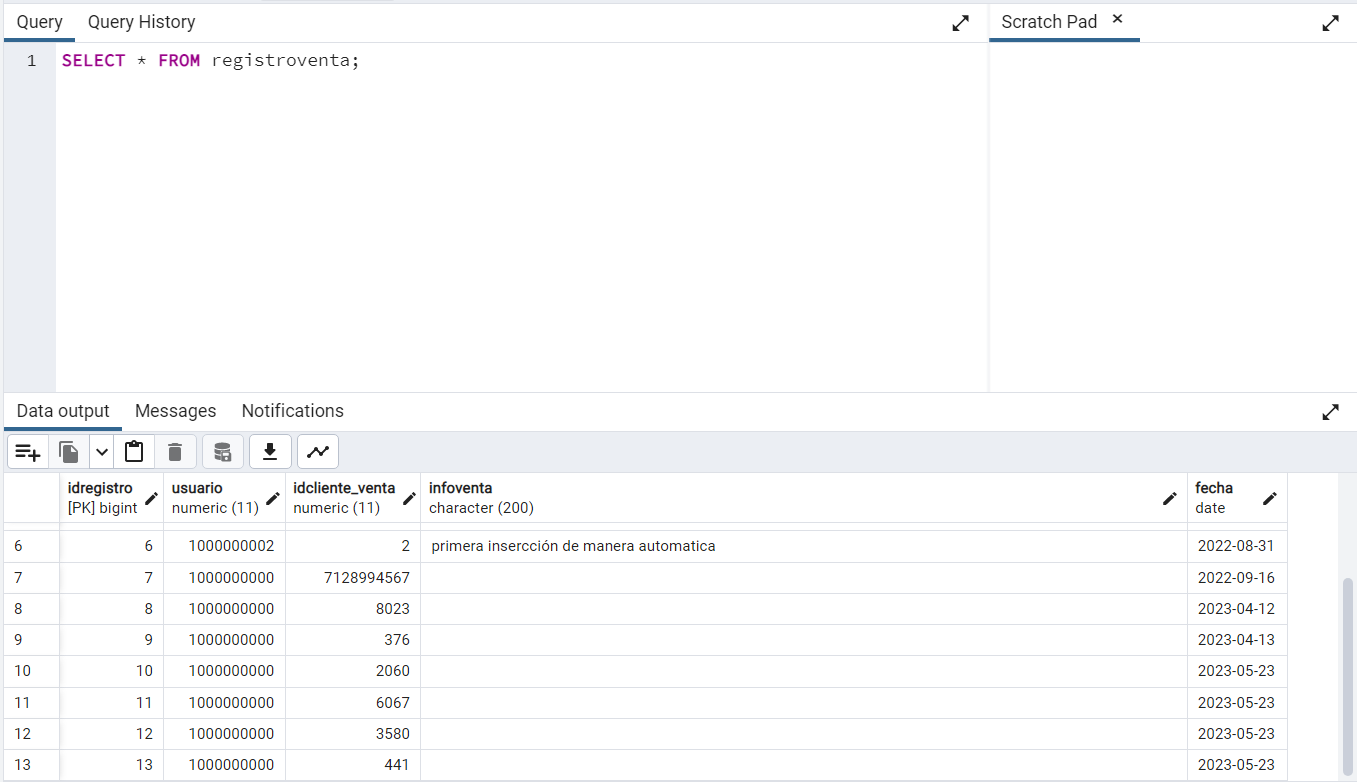 Query Query History Scratch Pad ×
1 SELECT * FROM registroventa;
Data output Messages Notifications
idregistro usuario idcliente_venta infoventa fecha
[PK] bigint numeric (11) numeric (11) character (200) date
6 6 1000000002 2 primera insercción de manera automatica 2022-08-31
7 7 1000000000 7128994567 2022-09-16
8 8 1000000000 8023 2023-04-12
9 9 1000000000 376 2023-04-13
10 10 1000000000 2060 2023-05-23
11 11 1000000000 6067 2023-05-23
12 12 1000000000 3580 2023-05-23
13 13 1000000000 441 2023-05-23